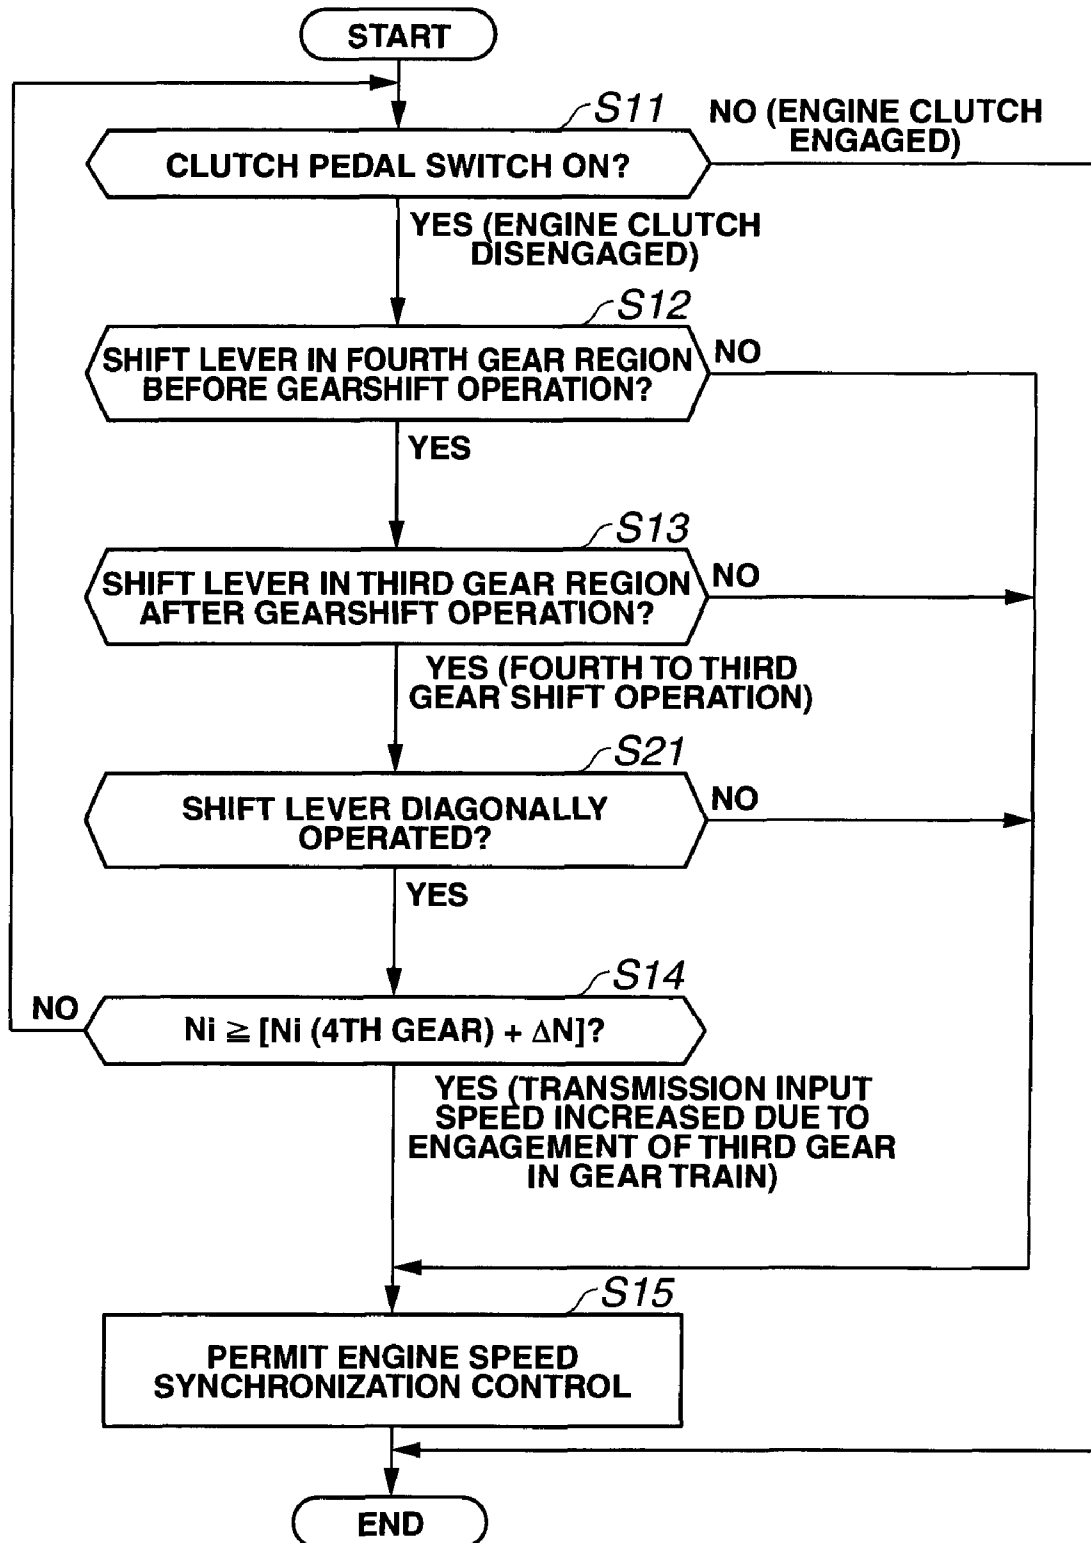 START
S11
NO (ENGINE CLUTCH
ENGAGED)
CLUTCH PEDAL SWITCH ON?
YES (ENGINE CLUTCH
DISENGAGED)
S12
SHIFT LEVER IN FOURTH GEAR REGION
BEFORE GEARSHIFT OPERATION?
NO
YES
S13
SHIFT LEVER IN THIRD GEAR REGION
AFTER GEARSHIFT OPERATION?
NO
YES (FOURTH TO THIRD
GEAR SHIFT OPERATION)
S21
SHIFT LEVER DIAGONALLY
OPERATED?
NO
YES
S14
NO
Ni ≧ [Ni (4TH GEAR) + ΔN]?
YES (TRANSMISSION INPUT
SPEED INCREASED DUE TO
ENGAGEMENT OF THIRD GEAR
IN GEAR TRAIN)
S15
PERMIT ENGINE SPEED
SYNCHRONIZATION CONTROL
END